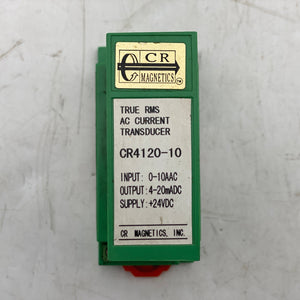 CR
MAGNETICS
TRUE RMS
AC CURRENT
TRANSDUCER
CR4120-10
INPUT: 0-10AAC
OUTPUT: 4-20mADC
SUPPLY: +24VDC
CR MAGNETICS, INC.